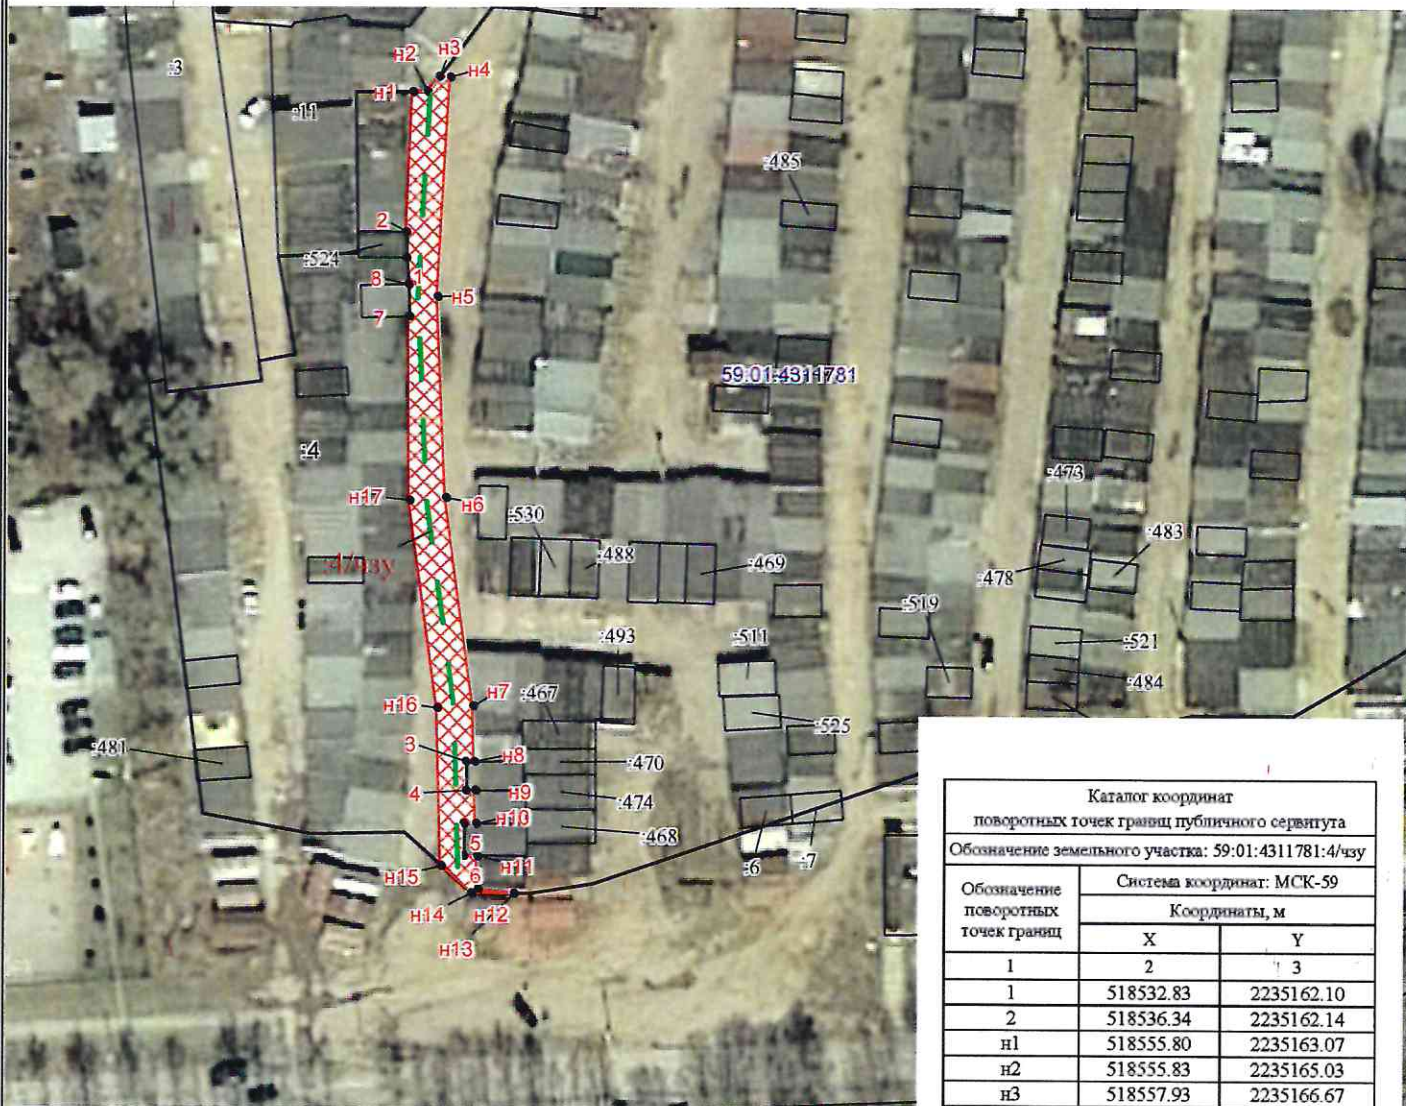 :3
н2
н3
н4
н1
:11
:485
2
:524
8
1
н5
7
59:01:4311781
:4
:473
н17
н6
:530
:483
:488
:469
:478
:4/чзу
:519
:493
:511
:521
:484
:467
н7
н16
:525
:481
3
н8
:470
4
н9
:474
н10
:468
5
н11
:6
:7
н15
6
н14
н12
н13
Каталог координат
поворотных точек границ публичного сервитута
Обозначение земельного участка: 59:01:4311781:4/чзу
Обозначение поворотных точек границ
Система координат: МСК-59
Координаты, м
X Y
1 2 3
1 518532.83 2235162.10
2 518536.34 2235162.14
н1 518555.80 2235163.07
н2 518555.83 2235165.03
н3 518557.93 2235166.67